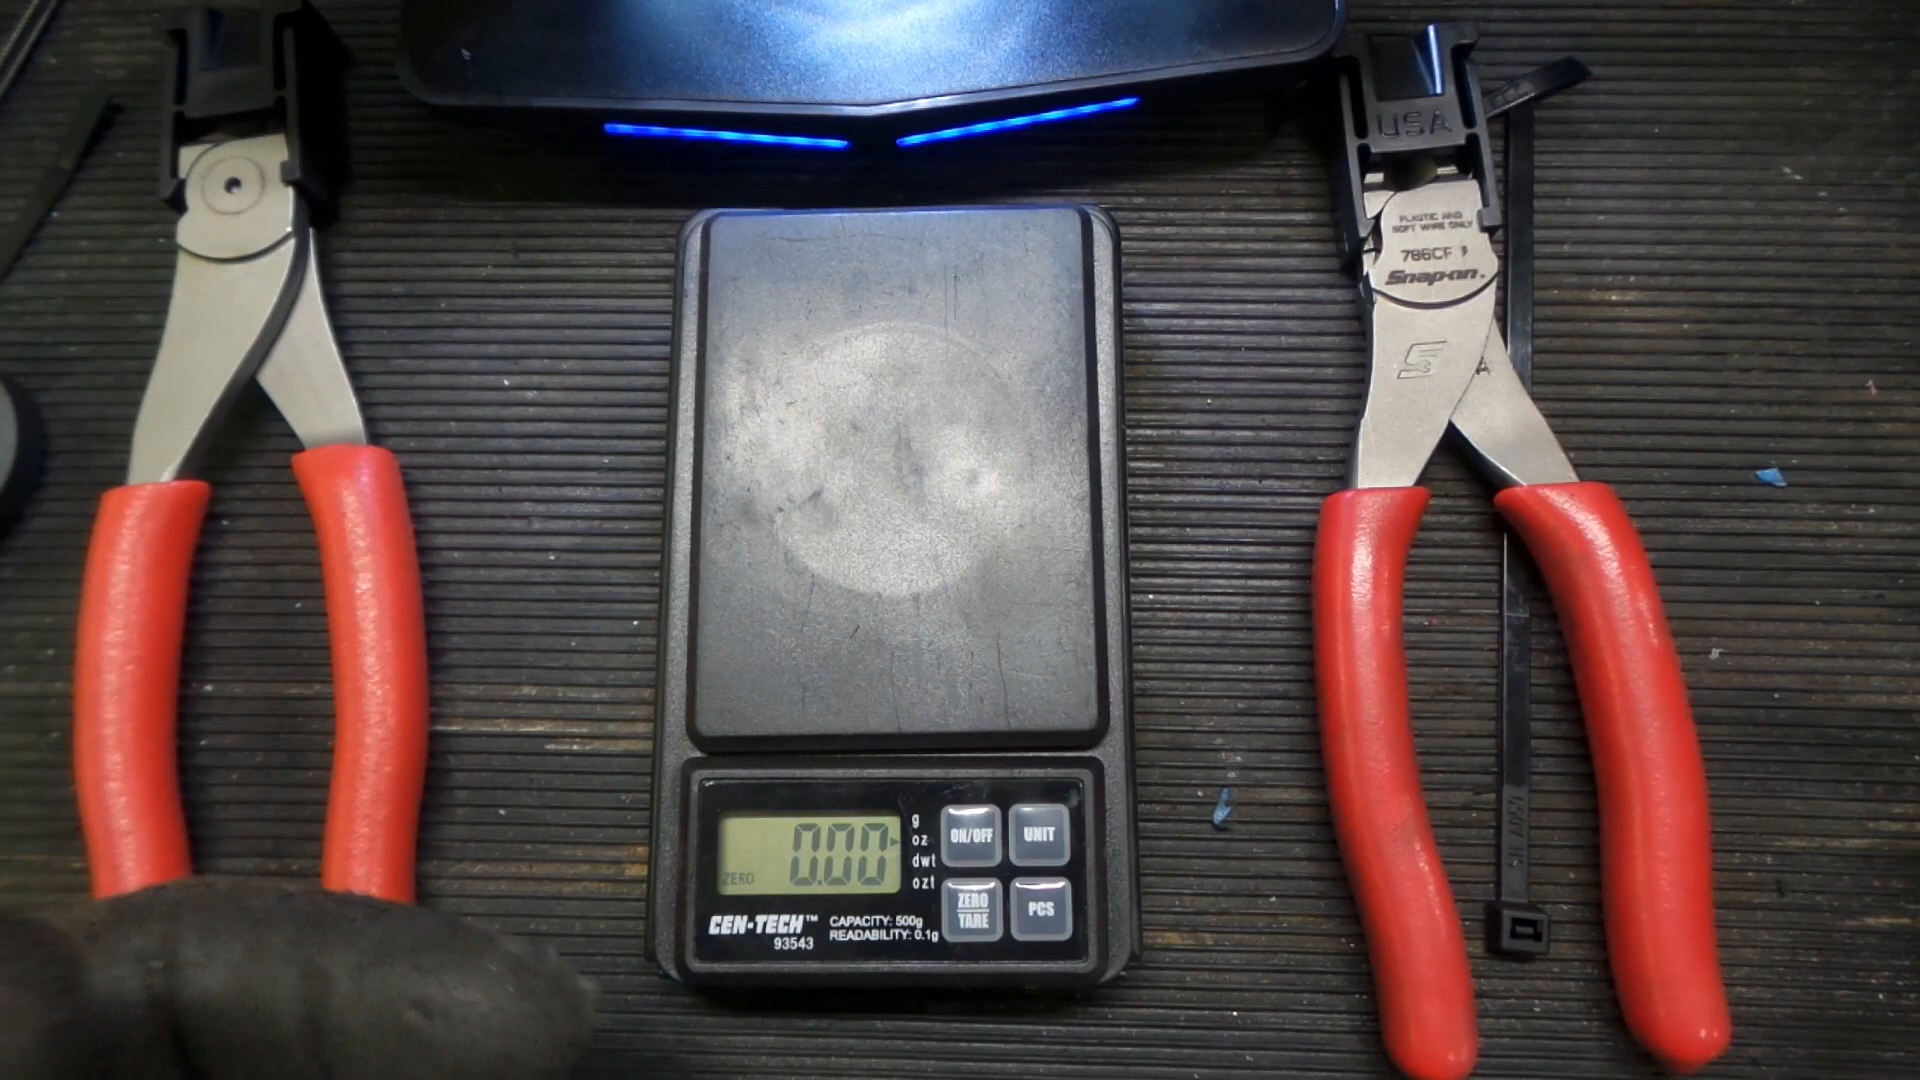 USA
PLASTIC AND
SOFT WIRE ONLY
786CF
Snap-on.
0.00
ZERO
g
oz
dwt
ozt
ON/OFF
UNIT
ZERO
TARE
PCS
CEN-TECH™
93543
CAPACITY: 500g
READABILITY: 0.1g